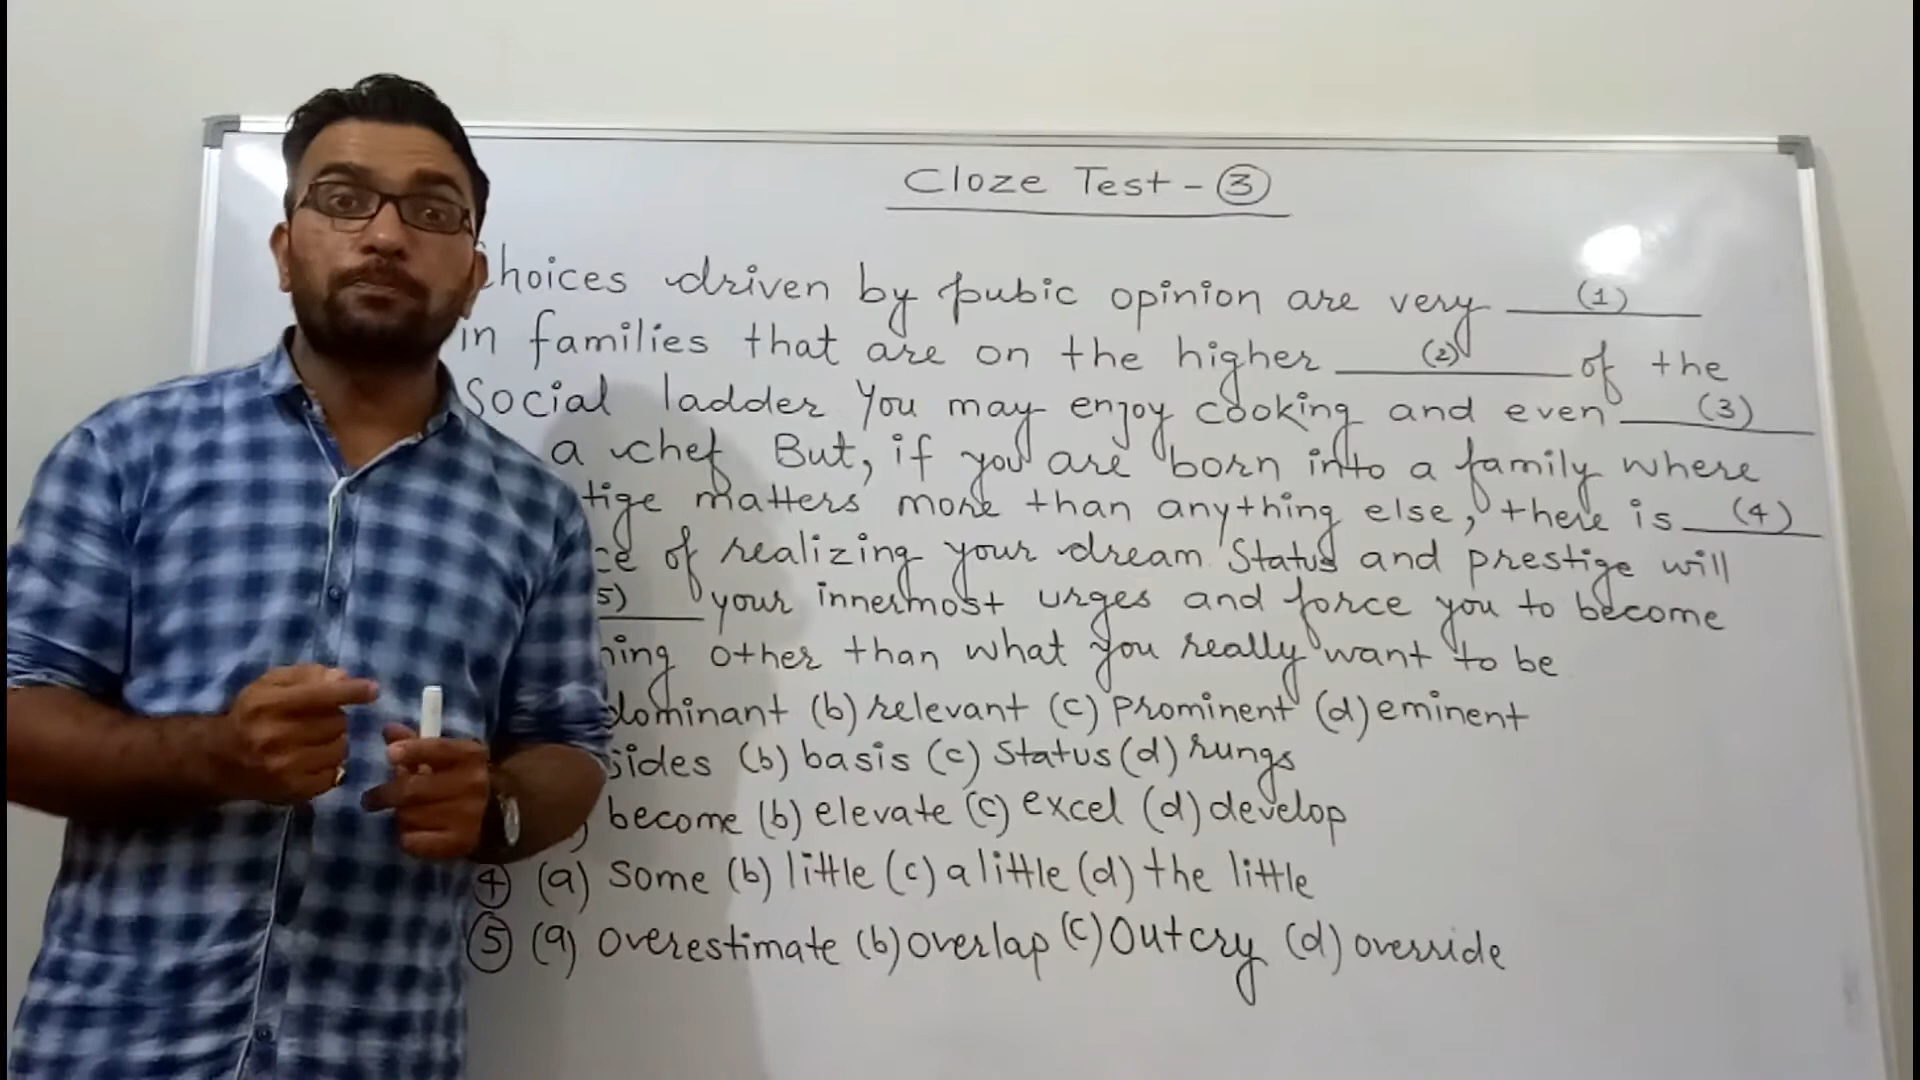 Cloze Test - ③
Choices driven by pubic opinion are very (1)
in families that are on the higher (2) of the
Social ladder You may enjoy cooking and even (3)
a chef But, if you are born into a family where
tige matters more than anything else, there is (4)
ce of realizing your dream. Status and prestige will
5) your innermost urges and force you to become
hing other than what you really want to be
dominant (b) relevant (c) Prominent (d) eminent
sides (b) basis (c) Status (d) rungs
become (b) elevate (c) excel (d) develop
④ (a) Some (b) little (c) a little (d) the little
⑤ (a) Overestimate (b) overlap (c) Outcry (d) override